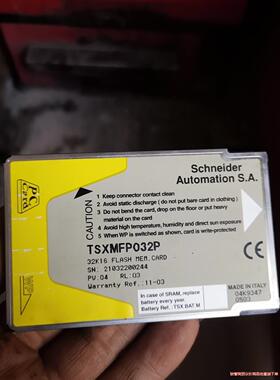 Schneider
Automation S.A.
PC
Card
CAUTION
1 Keep connector contact clean
2 Avoid static discharge ( do not put bare card in clothing )
3 Do not bend the card, drop on the floor or put heavy
material on the card.
4 Avoid high temperature, humidity and direct sun exposure
5 When WP is switched as shown, card is write-protected
WP
TSXMFP032P
32K16 FLASH MEM.CARD
SN: 21032200244
PV:04 RL:03
Warranty Ref.:11-03
In case of SRAM, replace
battery every year.
Battery Ref. : TSX BAT M
MADE IN ITALY
04K9347
0503